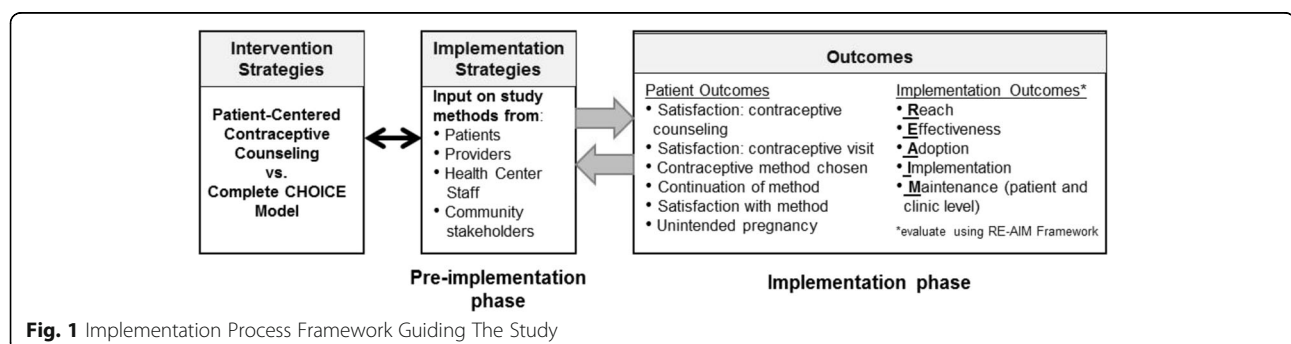 Intervention
Strategies
Patient-Centered
Contraceptive
Counseling
vs.
Complete CHOICE
Model
Implementation
Strategies
Input on study
methods from:
• Patients
• Providers
• Health Center
Staff
• Community
stakeholders
Pre-implementation
phase
Outcomes
Patient Outcomes
• Satisfaction: contraceptive
counseling
• Satisfaction: contraceptive visit
• Contraceptive method chosen
• Continuation of method
• Satisfaction with method
• Unintended pregnancy
Implementation Outcomes*
• Reach
• Effectiveness
• Adoption
• Implementation
• Maintenance (patient and
clinic level)
*evaluate using RE-AIM Framework
Implementation phase
Fig. 1 Implementation Process Framework Guiding The Study